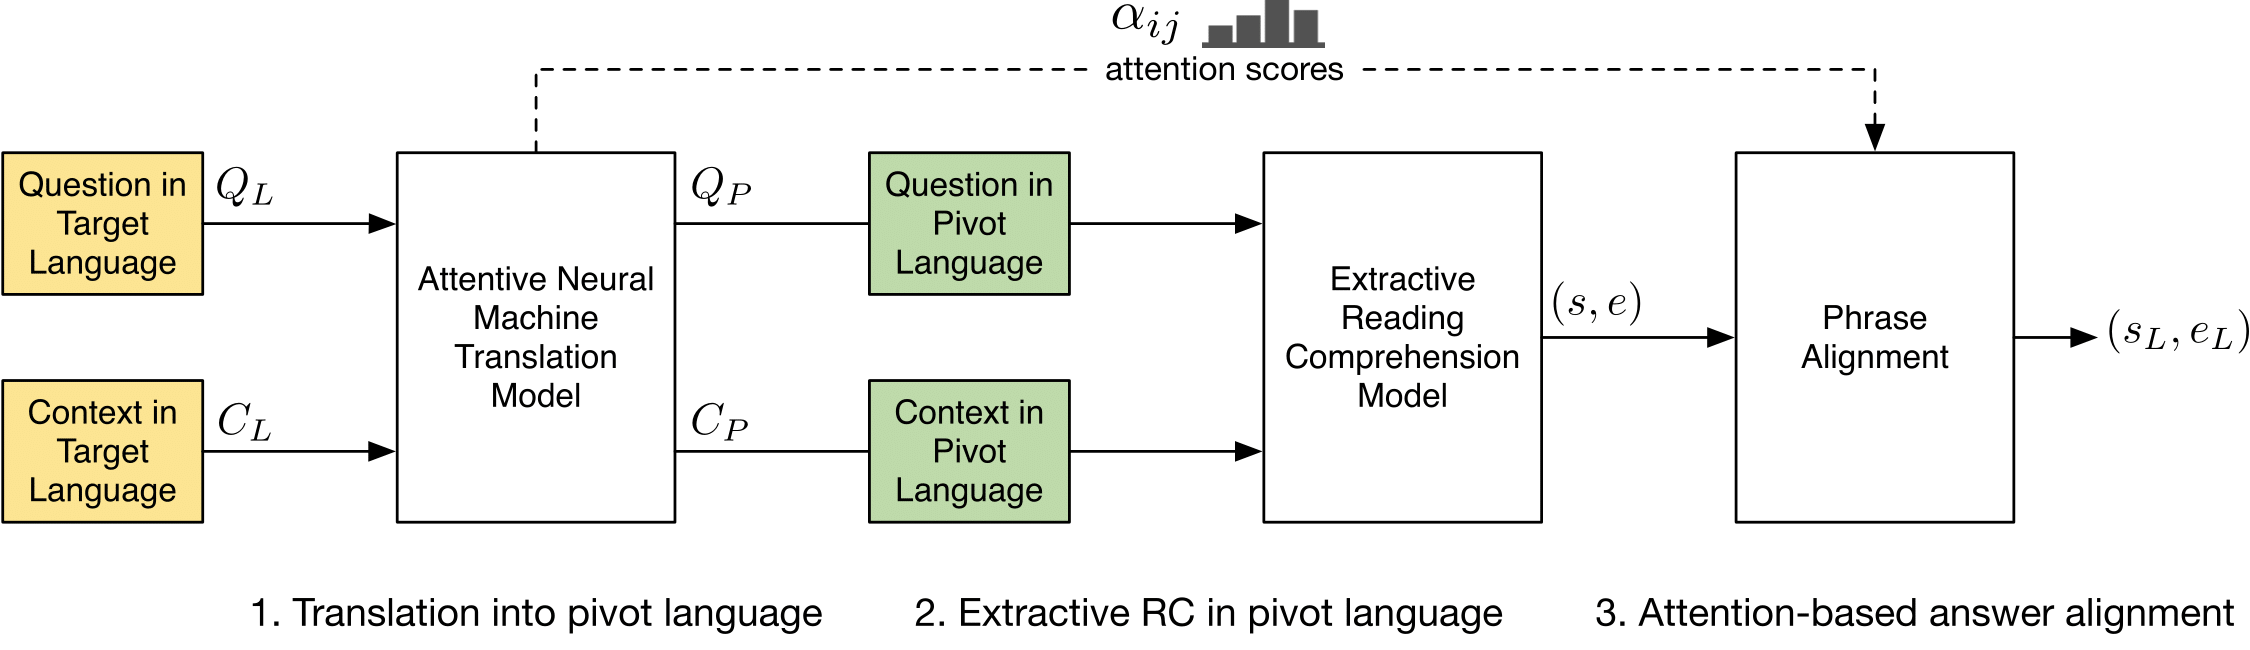 α_{ij}
attention scores
Question in
Target
Language
Q_L
Attentive Neural
Machine
Translation
Model
Q_P
Question in
Pivot
Language
Extractive
Reading
Comprehension
Model
(s, e)
Phrase
Alignment
(s_L, e_L)
Context in
Target
Language
C_L
C_P
Context in
Pivot
Language
1. Translation into pivot language
2. Extractive RC in pivot language
3. Attention-based answer alignment